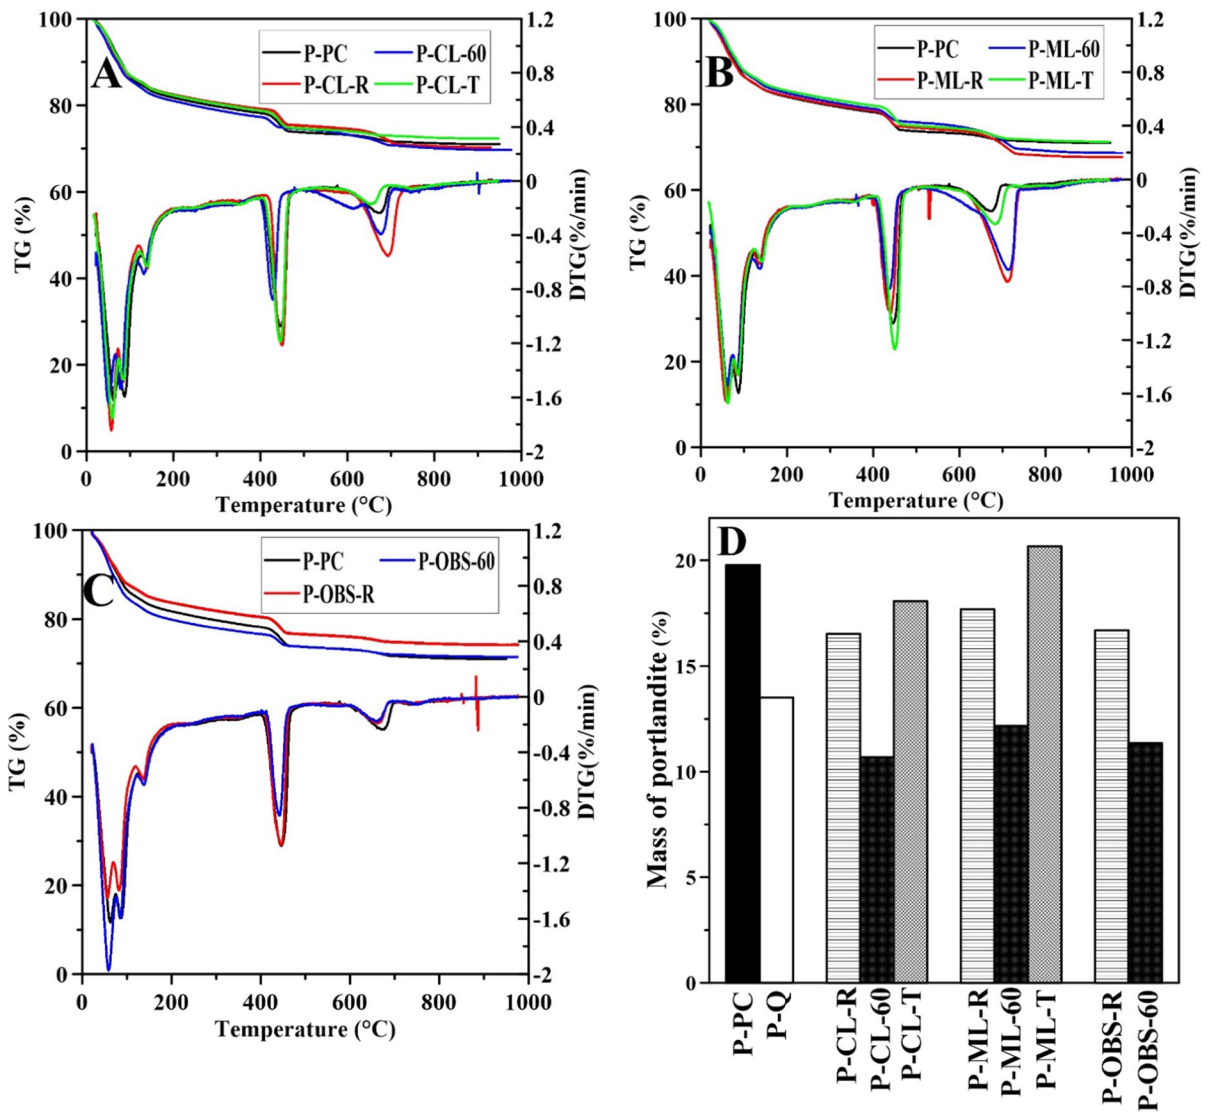 A
P-PC P-CL-60
P-CL-R P-CL-T
100
80
60
40
20
0
TG (%)
1.2
0.8
0.4
0
-0.4
-0.8
-1.2
-1.6
-2
DTG(%/min)
0 200 400 600 800 1000
Temperature (°C)
B
P-PC P-ML-60
P-ML-R P-ML-T
100
80
60
40
20
0
TG (%)
1.2
0.8
0.4
0
-0.4
-0.8
-1.2
-1.6
-2
DTG(%/min)
0 200 400 600 800 1000
Temperature (°C)
C
P-PC P-OBS-60
P-OBS-R
100
80
60
40
20
0
TG (%)
1.2
0.8
0.4
0
-0.4
-0.8
-1.2
-1.6
-2
DTG(%/min)
0 200 400 600 800 1000
Temperature (°C)
D
20
15
10
5
0
Mass of portlandite (%)
P-PC
P-Q
P-CL-R
P-CL-60
P-CL-T
P-ML-R
P-ML-60
P-ML-T
P-OBS-R
P-OBS-60